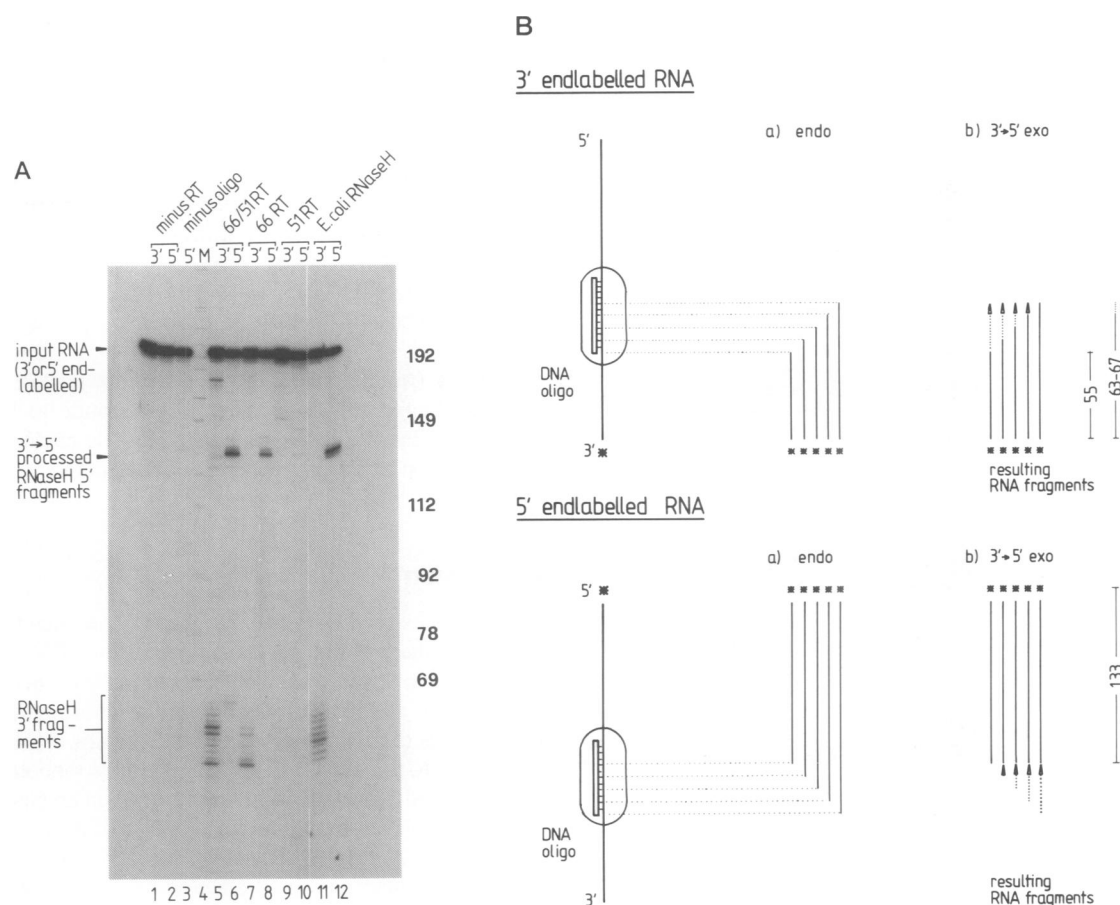 A
minus RT
minus oligo
66/51 RT
66 RT
51 RT
E.coli RNaseH
3' 5' 5' M 3' 5' 3' 5' 3' 5' 3' 5'
input RNA
(3'or5' end-
labelled)
3'→5'
processed
RNaseH 5'
fragments
RNaseH
3'frag-
ments
192
149
112
92
78
69
1 2 3 4 5 6 7 8 9 10 11 12
B
3' endlabelled RNA
5'
a) endo
b) 3'→5' exo
DNA
oligo
3' *
* * * * *
* * * * *
55
63-67
resulting
RNA fragments
5' endlabelled RNA
5' *
a) endo
b) 3'→5' exo
* * * * *
* * * * *
133
DNA
oligo
3'
resulting
RNA fragments